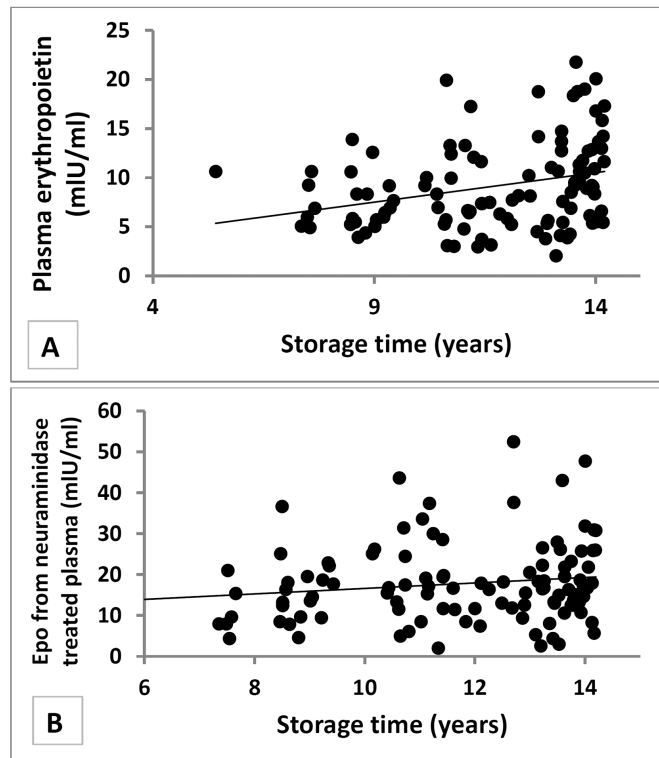 Plasma erythropoietin
(mIU/ml)
25
20
15
10
5
0
4
9
14
Storage time (years)
A
Epo from neuraminidase
treated plasma (mIU/ml)
60
50
40
30
20
10
0
6
8
10
12
14
Storage time (years)
B